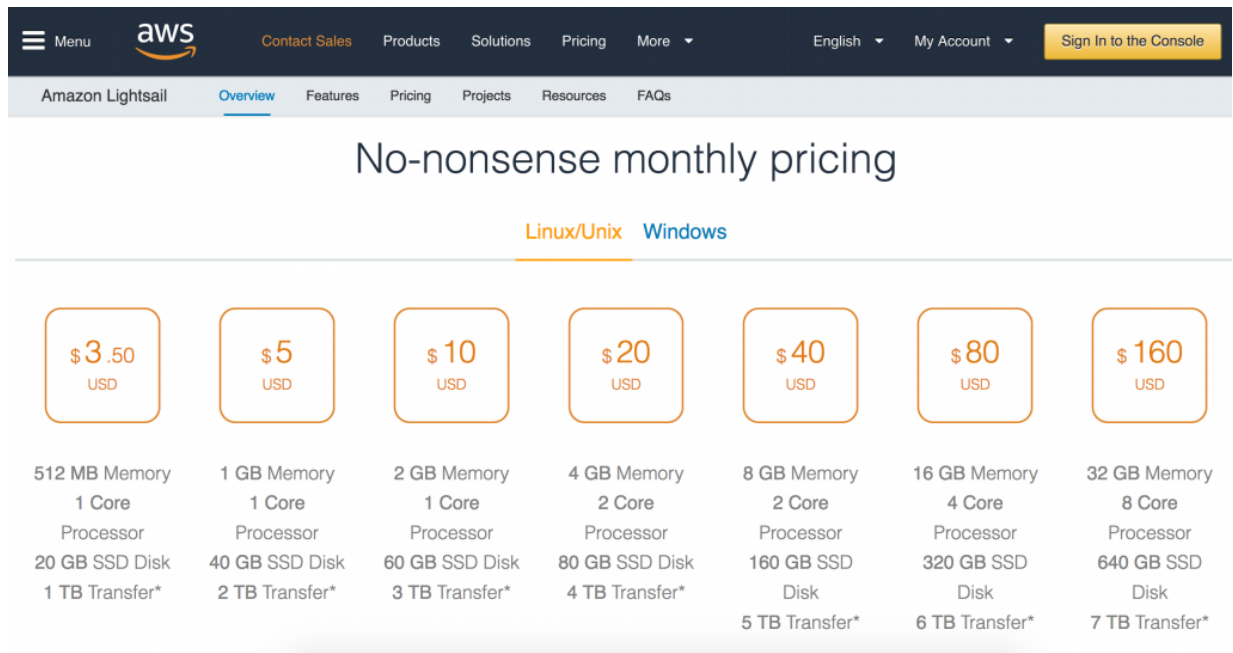 Menu aws Contact Sales Products Solutions Pricing More English My Account Sign In to the Console
Amazon Lightsail Overview Features Pricing Projects Resources FAQs
No-nonsense monthly pricing
Linux/Unix Windows
$3.50
USD
512 MB Memory
1 Core
Processor
20 GB SSD Disk
1 TB Transfer*
$5
USD
1 GB Memory
1 Core
Processor
40 GB SSD Disk
2 TB Transfer*
$10
USD
2 GB Memory
1 Core
Processor
60 GB SSD Disk
3 TB Transfer*
$20
USD
4 GB Memory
2 Core
Processor
80 GB SSD Disk
4 TB Transfer*
$40
USD
8 GB Memory
2 Core
Processor
160 GB SSD
Disk
5 TB Transfer*
$80
USD
16 GB Memory
4 Core
Processor
320 GB SSD
Disk
6 TB Transfer*
$160
USD
32 GB Memory
8 Core
Processor
640 GB SSD
Disk
7 TB Transfer*